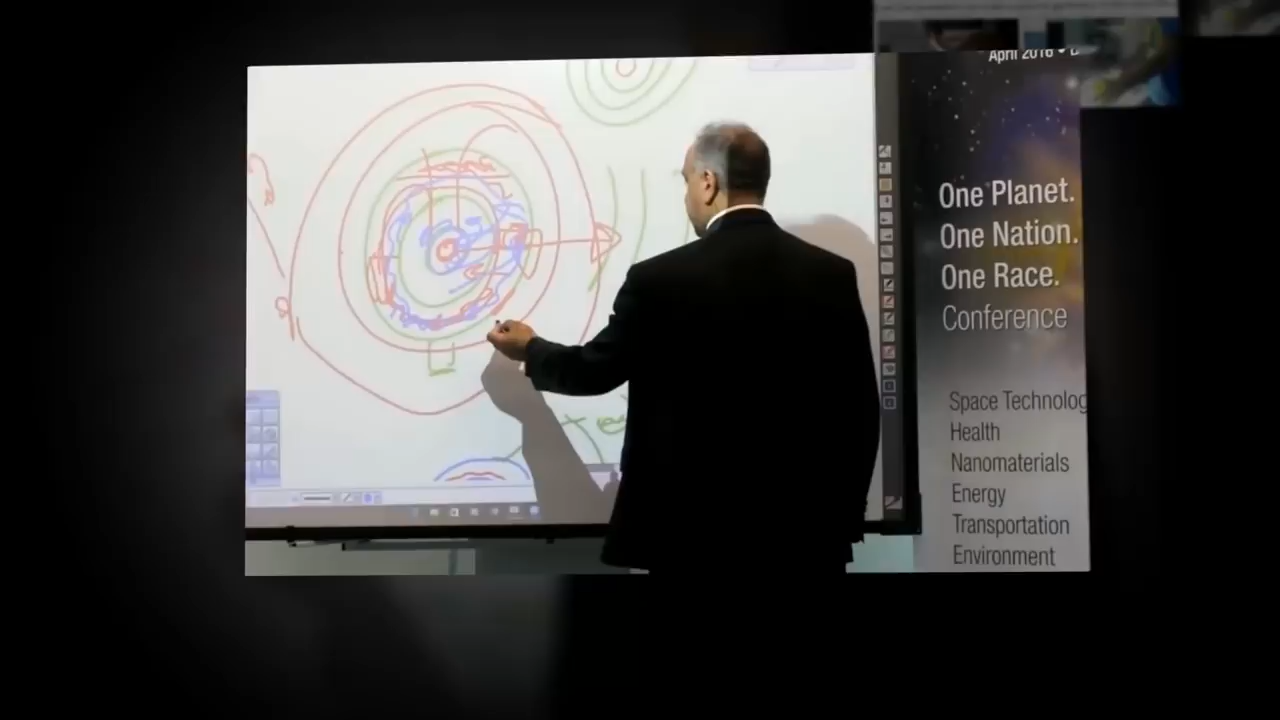 April 2016 •
One Planet.
One Nation.
One Race.
Conference
Space Technolog
Health
Nanomaterials
Energy
Transportation
Environment